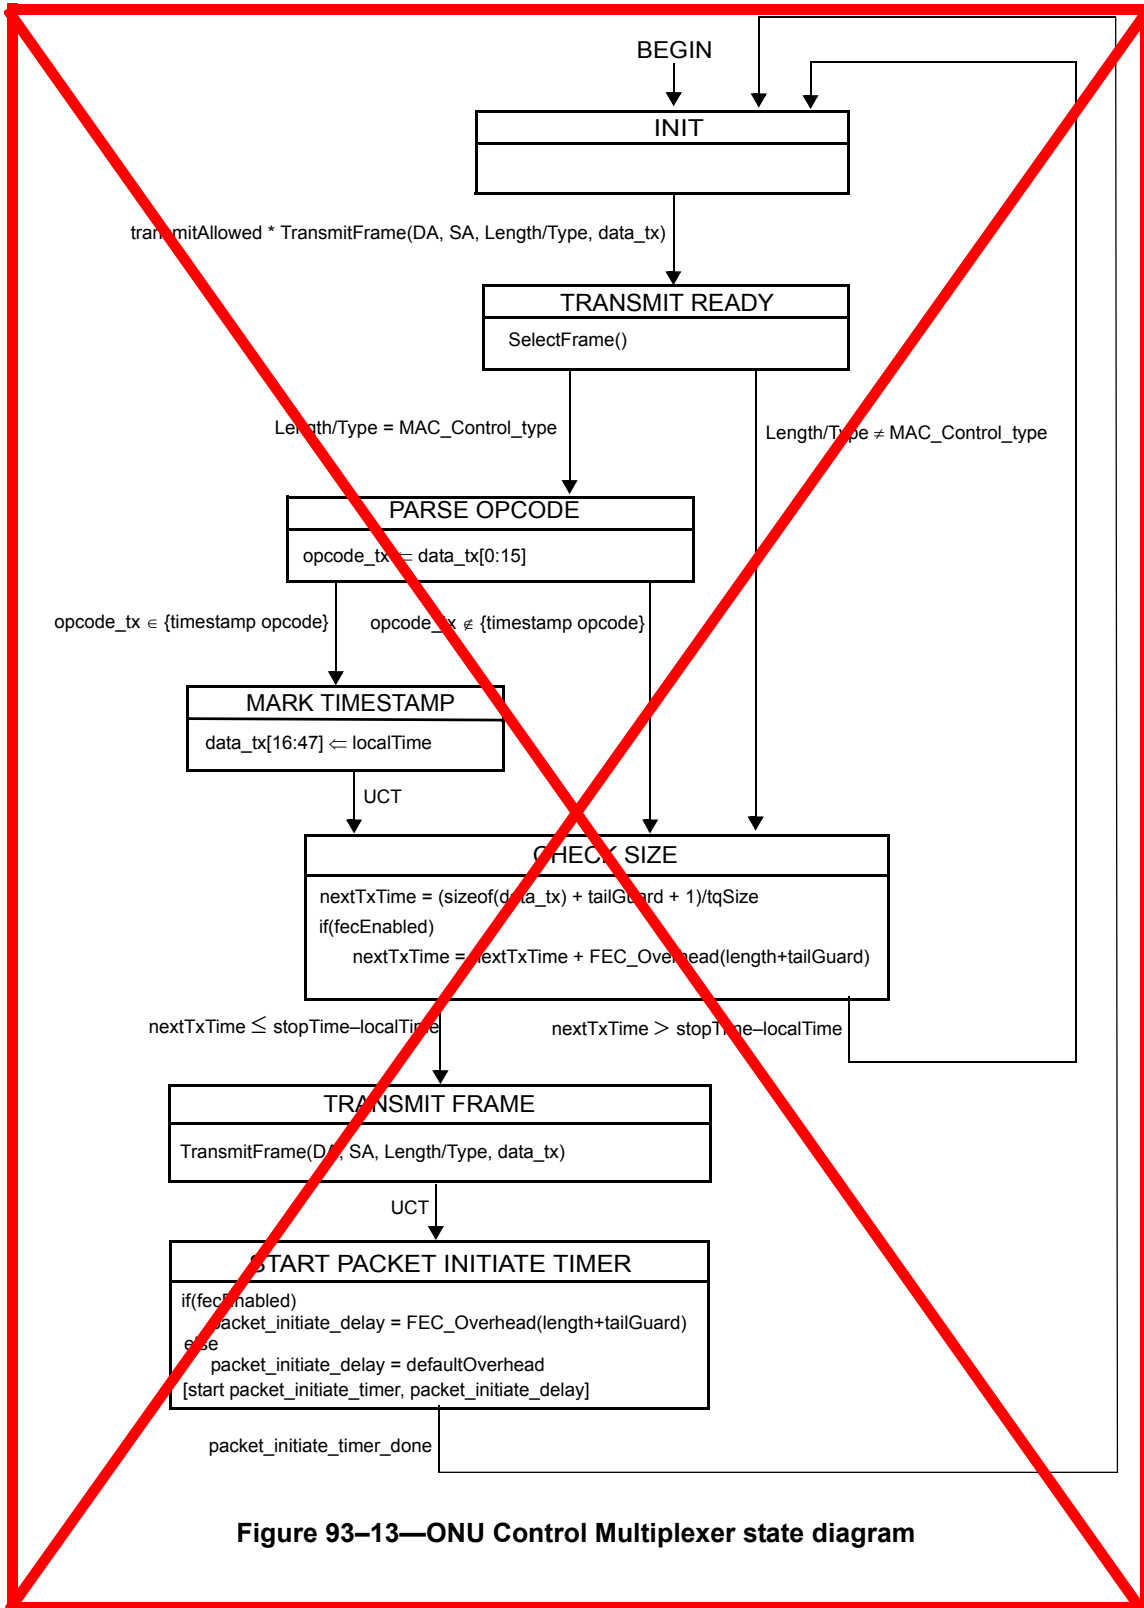 BEGIN
INIT
transmitAllowed * TransmitFrame(DA, SA, Length/Type, data_tx)
TRANSMIT READY
SelectFrame()
Length/Type = MAC_Control_type
Length/Type ≠ MAC_Control_type
PARSE OPCODE
opcode_tx ⇐ data_tx[0:15]
opcode_tx ∈ {timestamp opcode}
opcode_tx ∉ {timestamp opcode}
MARK TIMESTAMP
data_tx[16:47] ⇐ localTime
UCT
CHECK SIZE
nextTxTime = (sizeof(data_tx) + tailGuard + 1)/tqSize
if(fecEnabled)
nextTxTime = nextTxTime + FEC_Overhead(length+tailGuard)
nextTxTime ≤ stopTime–localTime
nextTxTime > stopTime–localTime
TRANSMIT FRAME
TransmitFrame(DA, SA, Length/Type, data_tx)
UCT
START PACKET INITIATE TIMER
if(fecEnabled)
packet_initiate_delay = FEC_Overhead(length+tailGuard)
else
packet_initiate_delay = defaultOverhead
[start packet_initiate_timer, packet_initiate_delay]
packet_initiate_timer_done
Figure 93–13—ONU Control Multiplexer state diagram